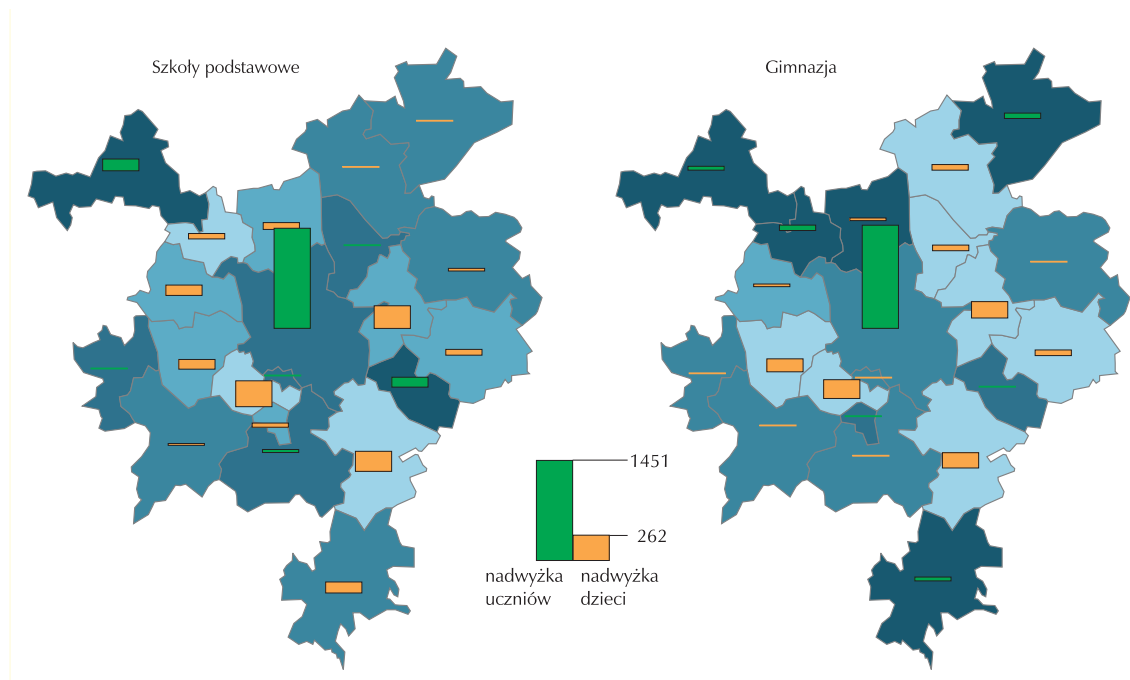 Szkoły podstawowe
Gimnazja
1451
262
nadwyżka
uczniów
nadwyżka
dzieci